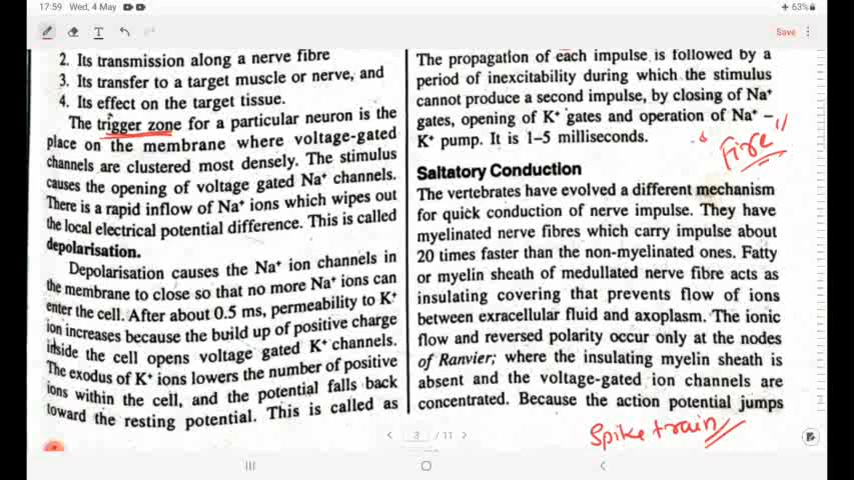 17:59 Wed, 4 May
63%
T
Save
2. Its transmission along a nerve fibre
3. Its transfer to a target muscle or nerve, and
4. Its effect on the target tissue.
The trigger zone for a particular neuron is the
place on the membrane where voltage-gated
channels are clustered most densely. The stimulus
causes the opening of voltage gated Na+ channels.
There is a rapid inflow of Na+ ions which wipes out
the local electrical potential difference. This is called
depolarisation.
Depolarisation causes the Na+ ion channels in
the membrane to close so that no more Na+ ions can
enter the cell. After about 0.5 ms, permeability to K+
ion increases because the build up of positive charge
inside the cell opens voltage gated K+ channels.
The exodus of K+ ions lowers the number of positive
ions within the cell, and the potential falls back
toward the resting potential. This is called as
The propagation of each impulse is followed by a
period of inexcitability during which the stimulus
cannot produce a second impulse, by closing of Na+
gates, opening of K+ gates and operation of Na+ –
K+ pump. It is 1–5 milliseconds.
"Fire"
Saltatory Conduction
The vertebrates have evolved a different mechanism
for quick conduction of nerve impulse. They have
myelinated nerve fibres which carry impulse about
20 times faster than the non-myelinated ones. Fatty
or myelin sheath of medullated nerve fibre acts as
insulating covering that prevents flow of ions
between exracellular fluid and axoplasm. The ionic
flow and reversed polarity occur only at the nodes
of Ranvier; where the insulating myelin sheath is
absent and the voltage-gated ion channels are
concentrated. Because the action potential jumps
Spike train
3 / 11